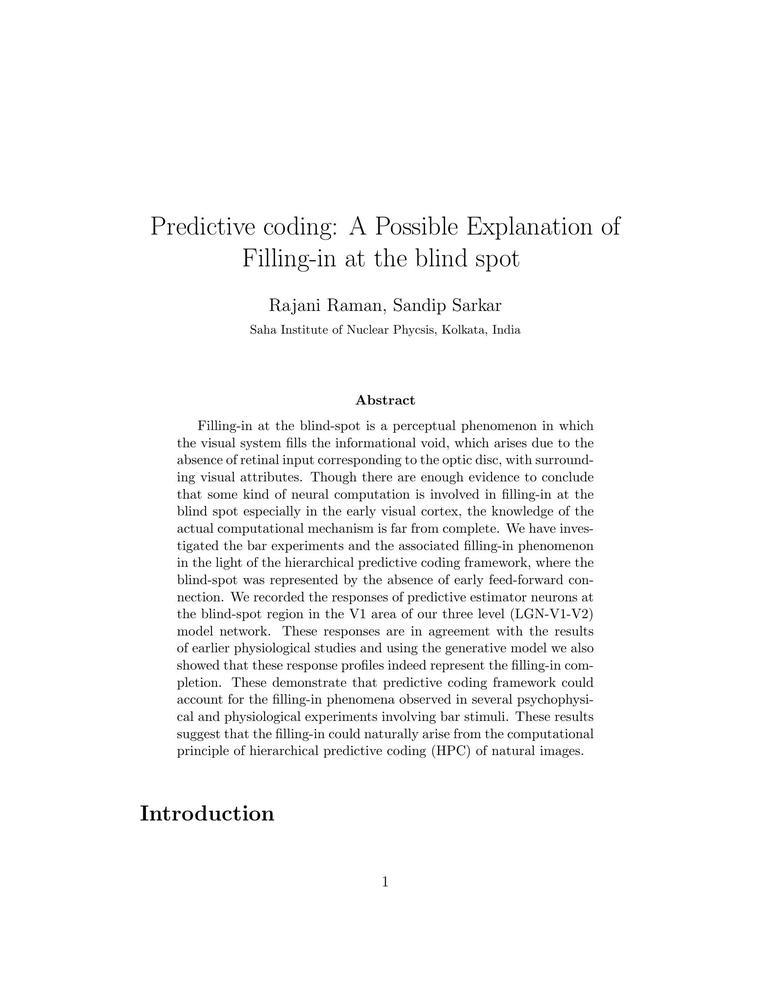 Predictive coding: A Possible Explanation of
Filling-in at the blind spot
Rajani Raman, Sandip Sarkar
Saha Institute of Nuclear Phycsis, Kolkata, India
Abstract
Filling-in at the blind-spot is a perceptual phenomenon in which
the visual system fills the informational void, which arises due to the
absence of retinal input corresponding to the optic disc, with surround-
ing visual attributes. Though there are enough evidence to conclude
that some kind of neural computation is involved in filling-in at the
blind spot especially in the early visual cortex, the knowledge of the
actual computational mechanism is far from complete. We have inves-
tigated the bar experiments and the associated filling-in phenomenon
in the light of the hierarchical predictive coding framework, where the
blind-spot was represented by the absence of early feed-forward con-
nection. We recorded the responses of predictive estimator neurons at
the blind-spot region in the V1 area of our three level (LGN-V1-V2)
model network. These responses are in agreement with the results
of earlier physiological studies and using the generative model we also
showed that these response profiles indeed represent the filling-in com-
pletion. These demonstrate that predictive coding framework could
account for the filling-in phenomena observed in several psychophysi-
cal and physiological experiments involving bar stimuli. These results
suggest that the filling-in could naturally arise from the computational
principle of hierarchical predictive coding (HPC) of natural images.
Introduction
1